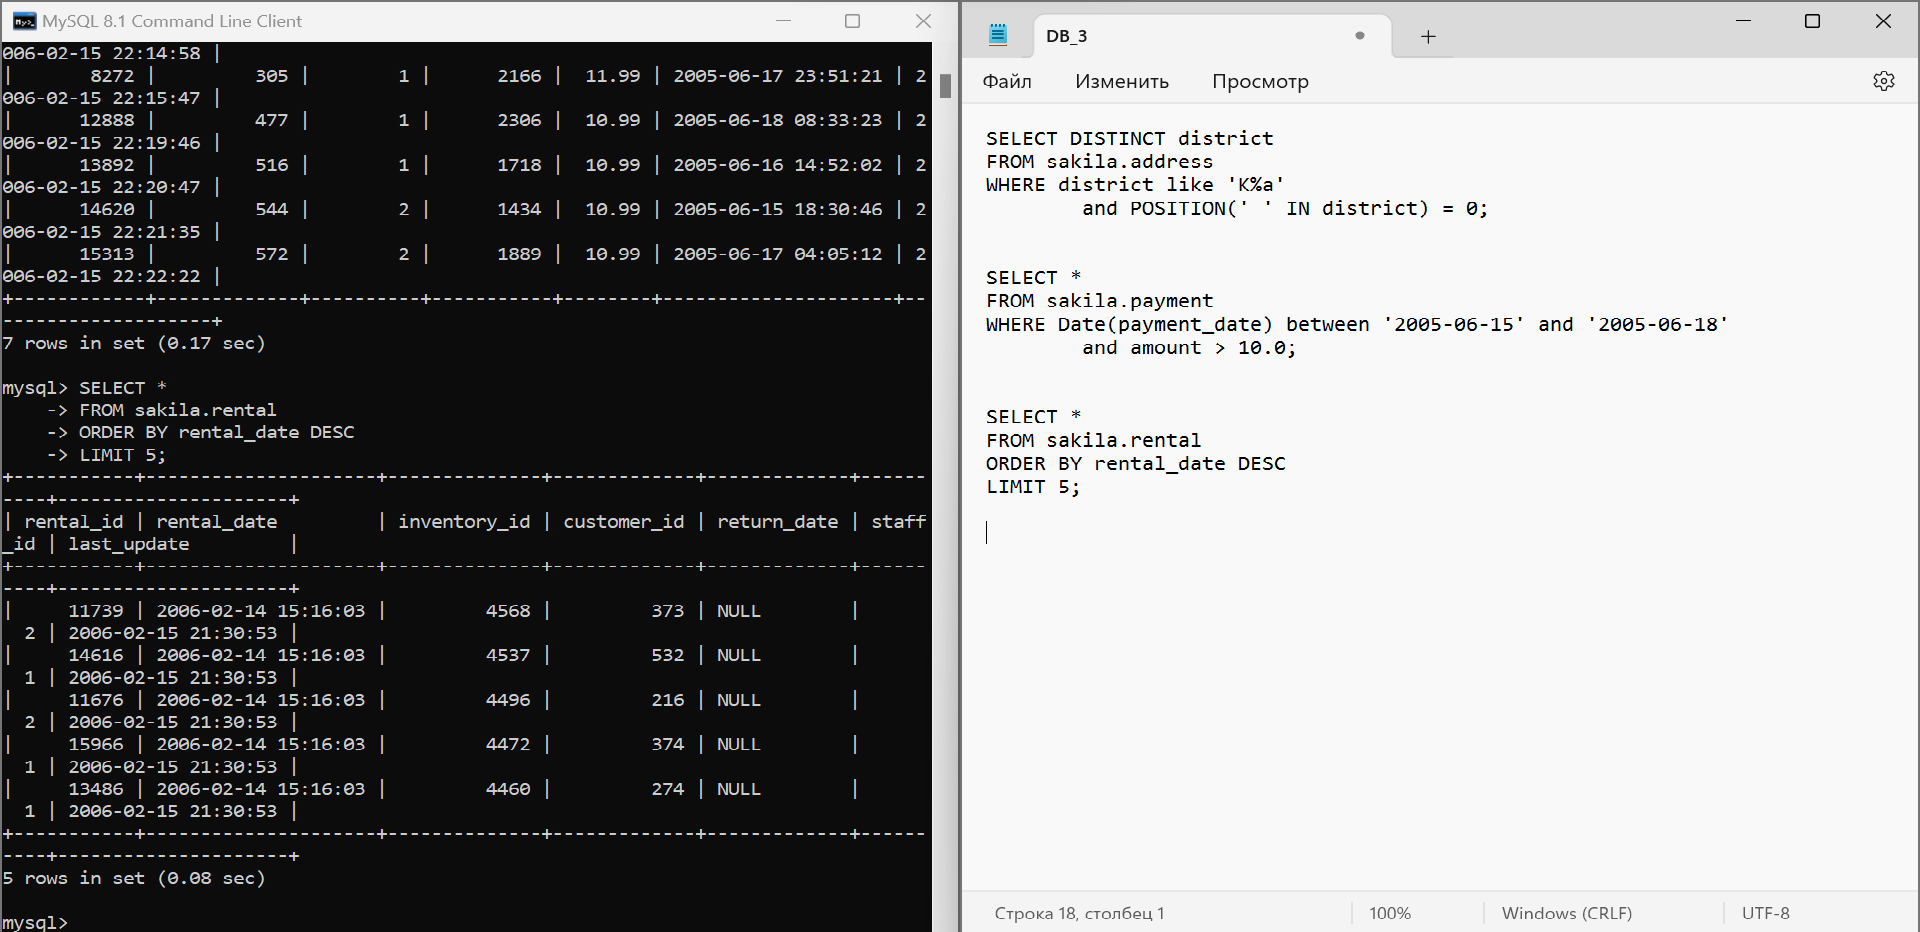 MySQL 8.1 Command Line Client
006-02-15 22:14:58 |
|       8272 |         305 |        1 |      2166 |  11.99 | 2005-06-17 23:51:21 | 2
006-02-15 22:15:47 |
|      12888 |         477 |        1 |      2306 |  10.99 | 2005-06-18 08:33:23 | 2
006-02-15 22:19:46 |
|      13892 |         516 |        1 |      1718 |  10.99 | 2005-06-16 14:52:02 | 2
006-02-15 22:20:47 |
|      14620 |         544 |        2 |      1434 |  10.99 | 2005-06-15 18:30:46 | 2
006-02-15 22:21:35 |
|      15313 |         572 |        2 |      1889 |  10.99 | 2005-06-17 04:05:12 | 2
006-02-15 22:22:22 |
+------------+-------------+----------+-----------+--------+---------------------+--
-------------------+
7 rows in set (0.17 sec)
mysql> SELECT *
    -> FROM sakila.rental
    -> ORDER BY rental_date DESC
    -> LIMIT 5;
+-----------+---------------------+--------------+-------------+-------------+------
----+---------------------+
| rental_id | rental_date         | inventory_id | customer_id | return_date | staff
_id | last_update         |
+-----------+---------------------+--------------+-------------+-------------+------
----+---------------------+
|     11739 | 2006-02-14 15:16:03 |         4568 |         373 | NULL        |
  2 | 2006-02-15 21:30:53 |
|     14616 | 2006-02-14 15:16:03 |         4537 |         532 | NULL        |
  1 | 2006-02-15 21:30:53 |
|     11676 | 2006-02-14 15:16:03 |         4496 |         216 | NULL        |
  2 | 2006-02-15 21:30:53 |
|     15966 | 2006-02-14 15:16:03 |         4472 |         374 | NULL        |
  1 | 2006-02-15 21:30:53 |
|     13486 | 2006-02-14 15:16:03 |         4460 |         274 | NULL        |
  1 | 2006-02-15 21:30:53 |
+-----------+---------------------+--------------+-------------+-------------+------
----+---------------------+
5 rows in set (0.08 sec)
mysql>
DB_3
Файл Изменить Просмотр
SELECT DISTINCT district
FROM sakila.address
WHERE district like 'K%a'
        and POSITION(' ' IN district) = 0;
SELECT *
FROM sakila.payment
WHERE Date(payment_date) between '2005-06-15' and '2005-06-18'
        and amount > 10.0;
SELECT *
FROM sakila.rental
ORDER BY rental_date DESC
LIMIT 5;
Строка 18, столбец 1 100% Windows (CRLF) UTF-8